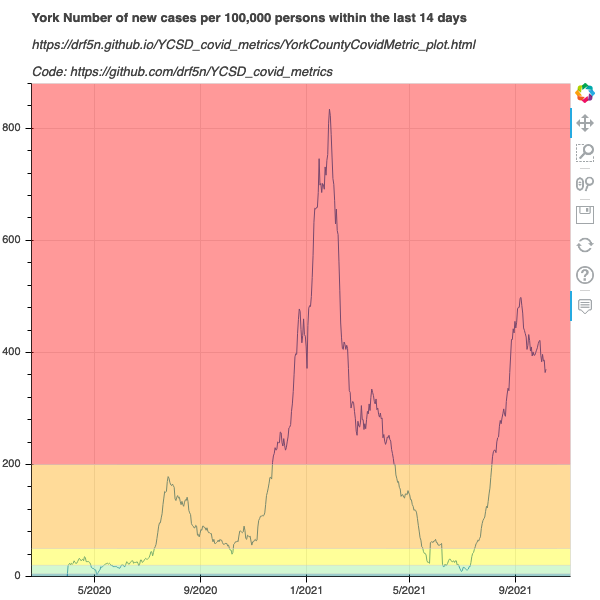 York Number of new cases per 100,000 persons within the last 14 days
https://drf5n.github.io/YCSD_covid_metrics/YorkCountyCovidMetric_plot.html
Code: https://github.com/drf5n/YCSD_covid_metrics
800
600
400
200
0
5/2020 9/2020 1/2021 5/2021 9/2021